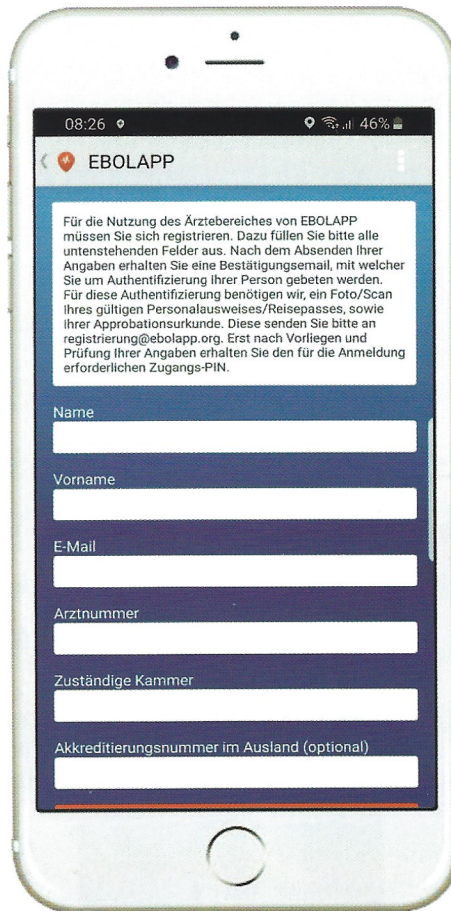 08:26 46%
EBOLAPP
Für die Nutzung des Ärztebereiches von EBOLAPP
müssen Sie sich registrieren. Dazu füllen Sie bitte alle
untenstehenden Felder aus. Nach dem Absenden Ihrer
Angaben erhalten Sie eine Bestätigungsemail, mit welcher
Sie um Authentifizierung Ihrer Person gebeten werden.
Für diese Authentifizierung benötigen wir, ein Foto/Scan
Ihres gültigen Personalausweises/Reisepasses, sowie
Ihrer Approbationsurkunde. Diese senden Sie bitte an
registrierung@ebolapp.org. Erst nach Vorliegen und
Prüfung Ihrer Angaben erhalten Sie den für die Anmeldung
erforderlichen Zugangs-PIN.
Name
Vorname
E-Mail
Arztnummer
Zuständige Kammer
Akkreditierungsnummer im Ausland (optional)